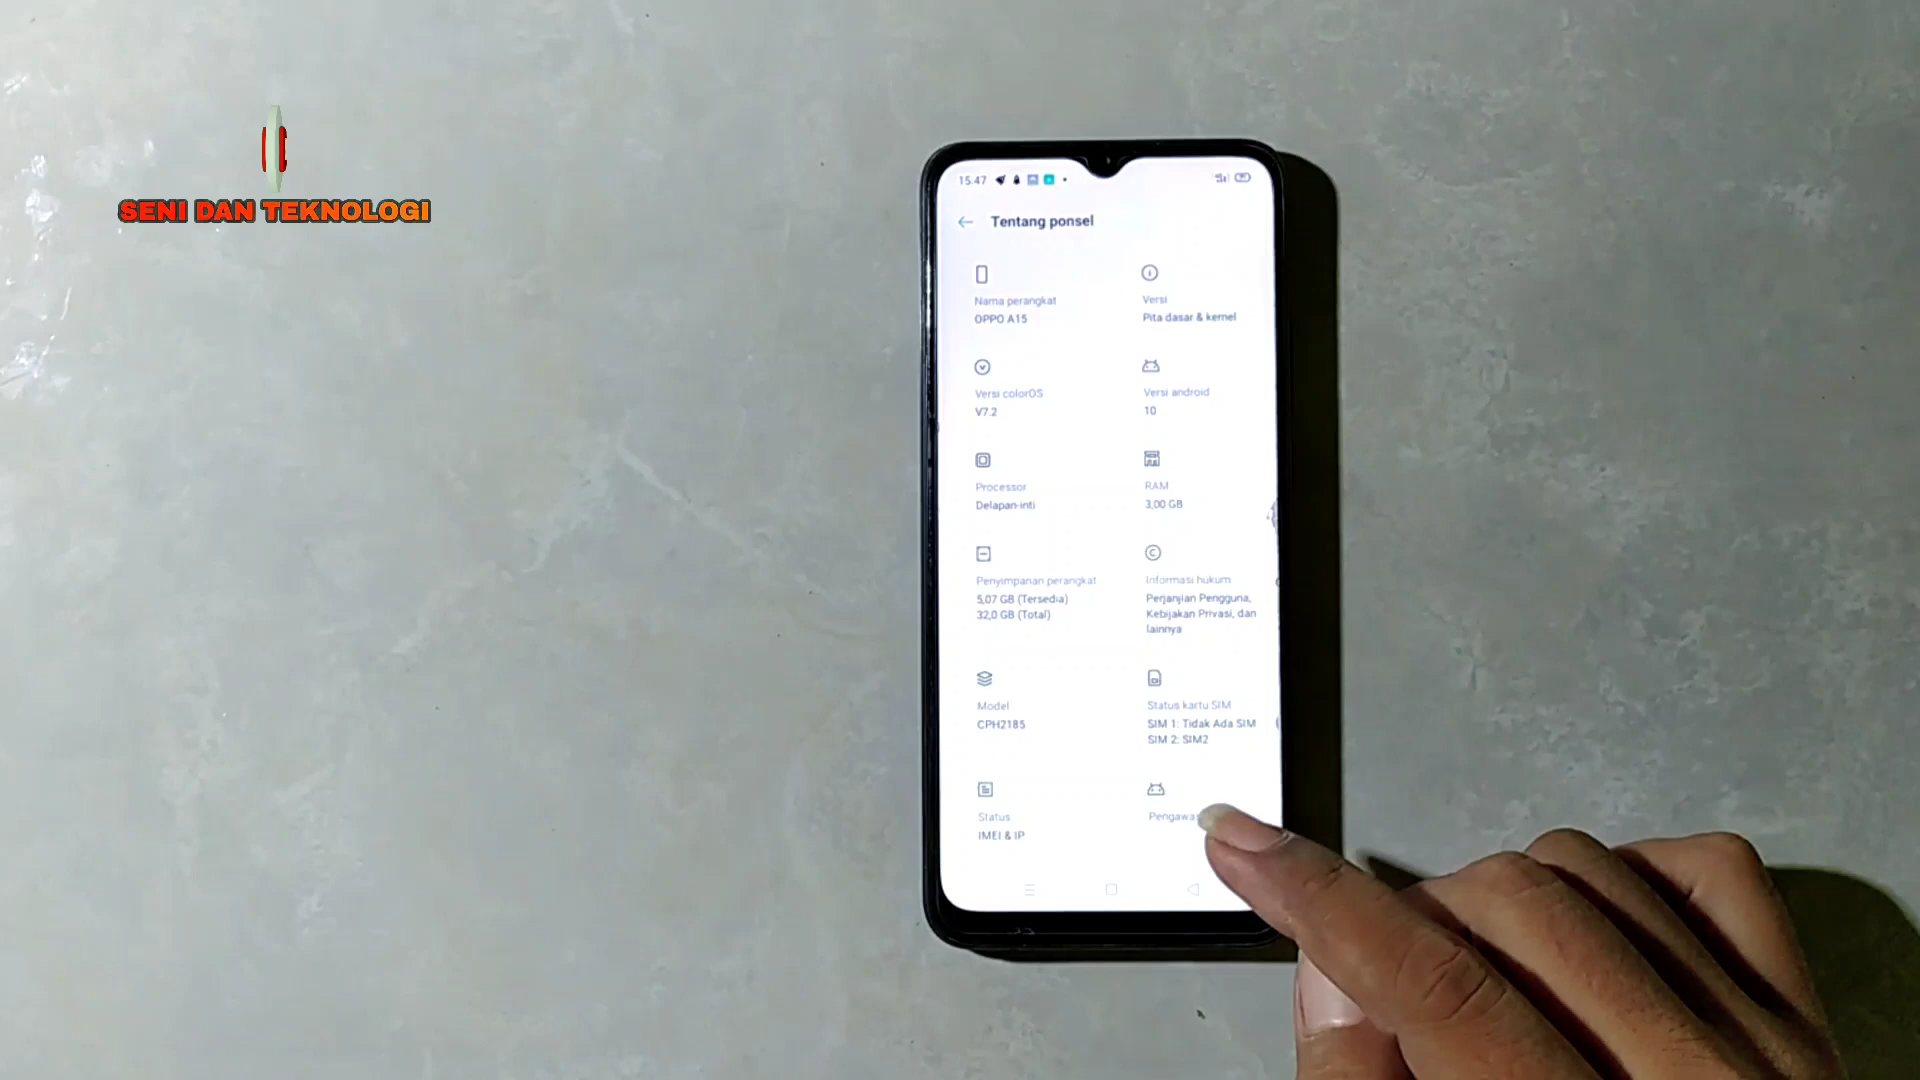 SENI DAN TEKNOLOGI
15.47
Tentang ponsel
Nama perangkat
OPPO A15
Versi
Pita dasar & kernel
Versi colorOS
V7.2
Versi android
10
Processor
Delapan-inti
RAM
3,00 GB
Penyimpanan perangkat
5,07 GB (Tersedia)
32,0 GB (Total)
Informasi hukum
Perjanjian Pengguna,
Kebijakan Privasi, dan
lainnya
Model
CPH2185
Status kartu SIM
SIM 1: Tidak Ada SIM
SIM 2: SIM2
Status
IMEI & IP